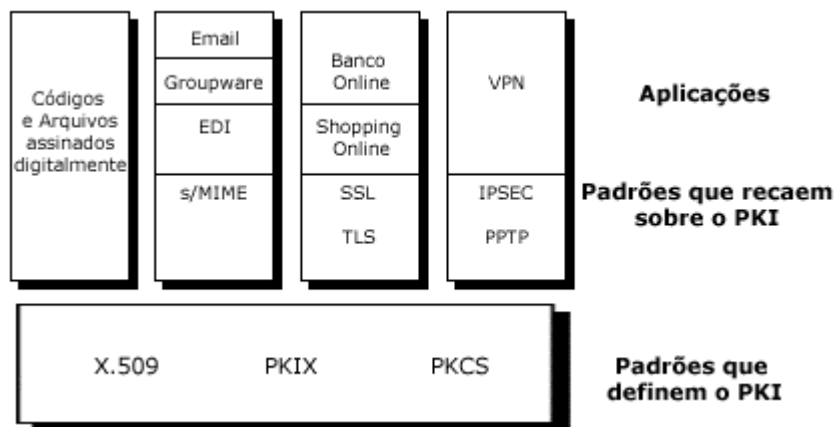 Códigos
e Arquivos
assinados
digitalmente
Email
Groupware
EDI
s/MIME
Banco
Online
Shopping
Online
SSL
TLS
VPN
IPSEC
PPTP
Aplicações
Padrões que recaem
sobre o PKI
X.509 PKIX PKCS
Padrões que
definem o PKI